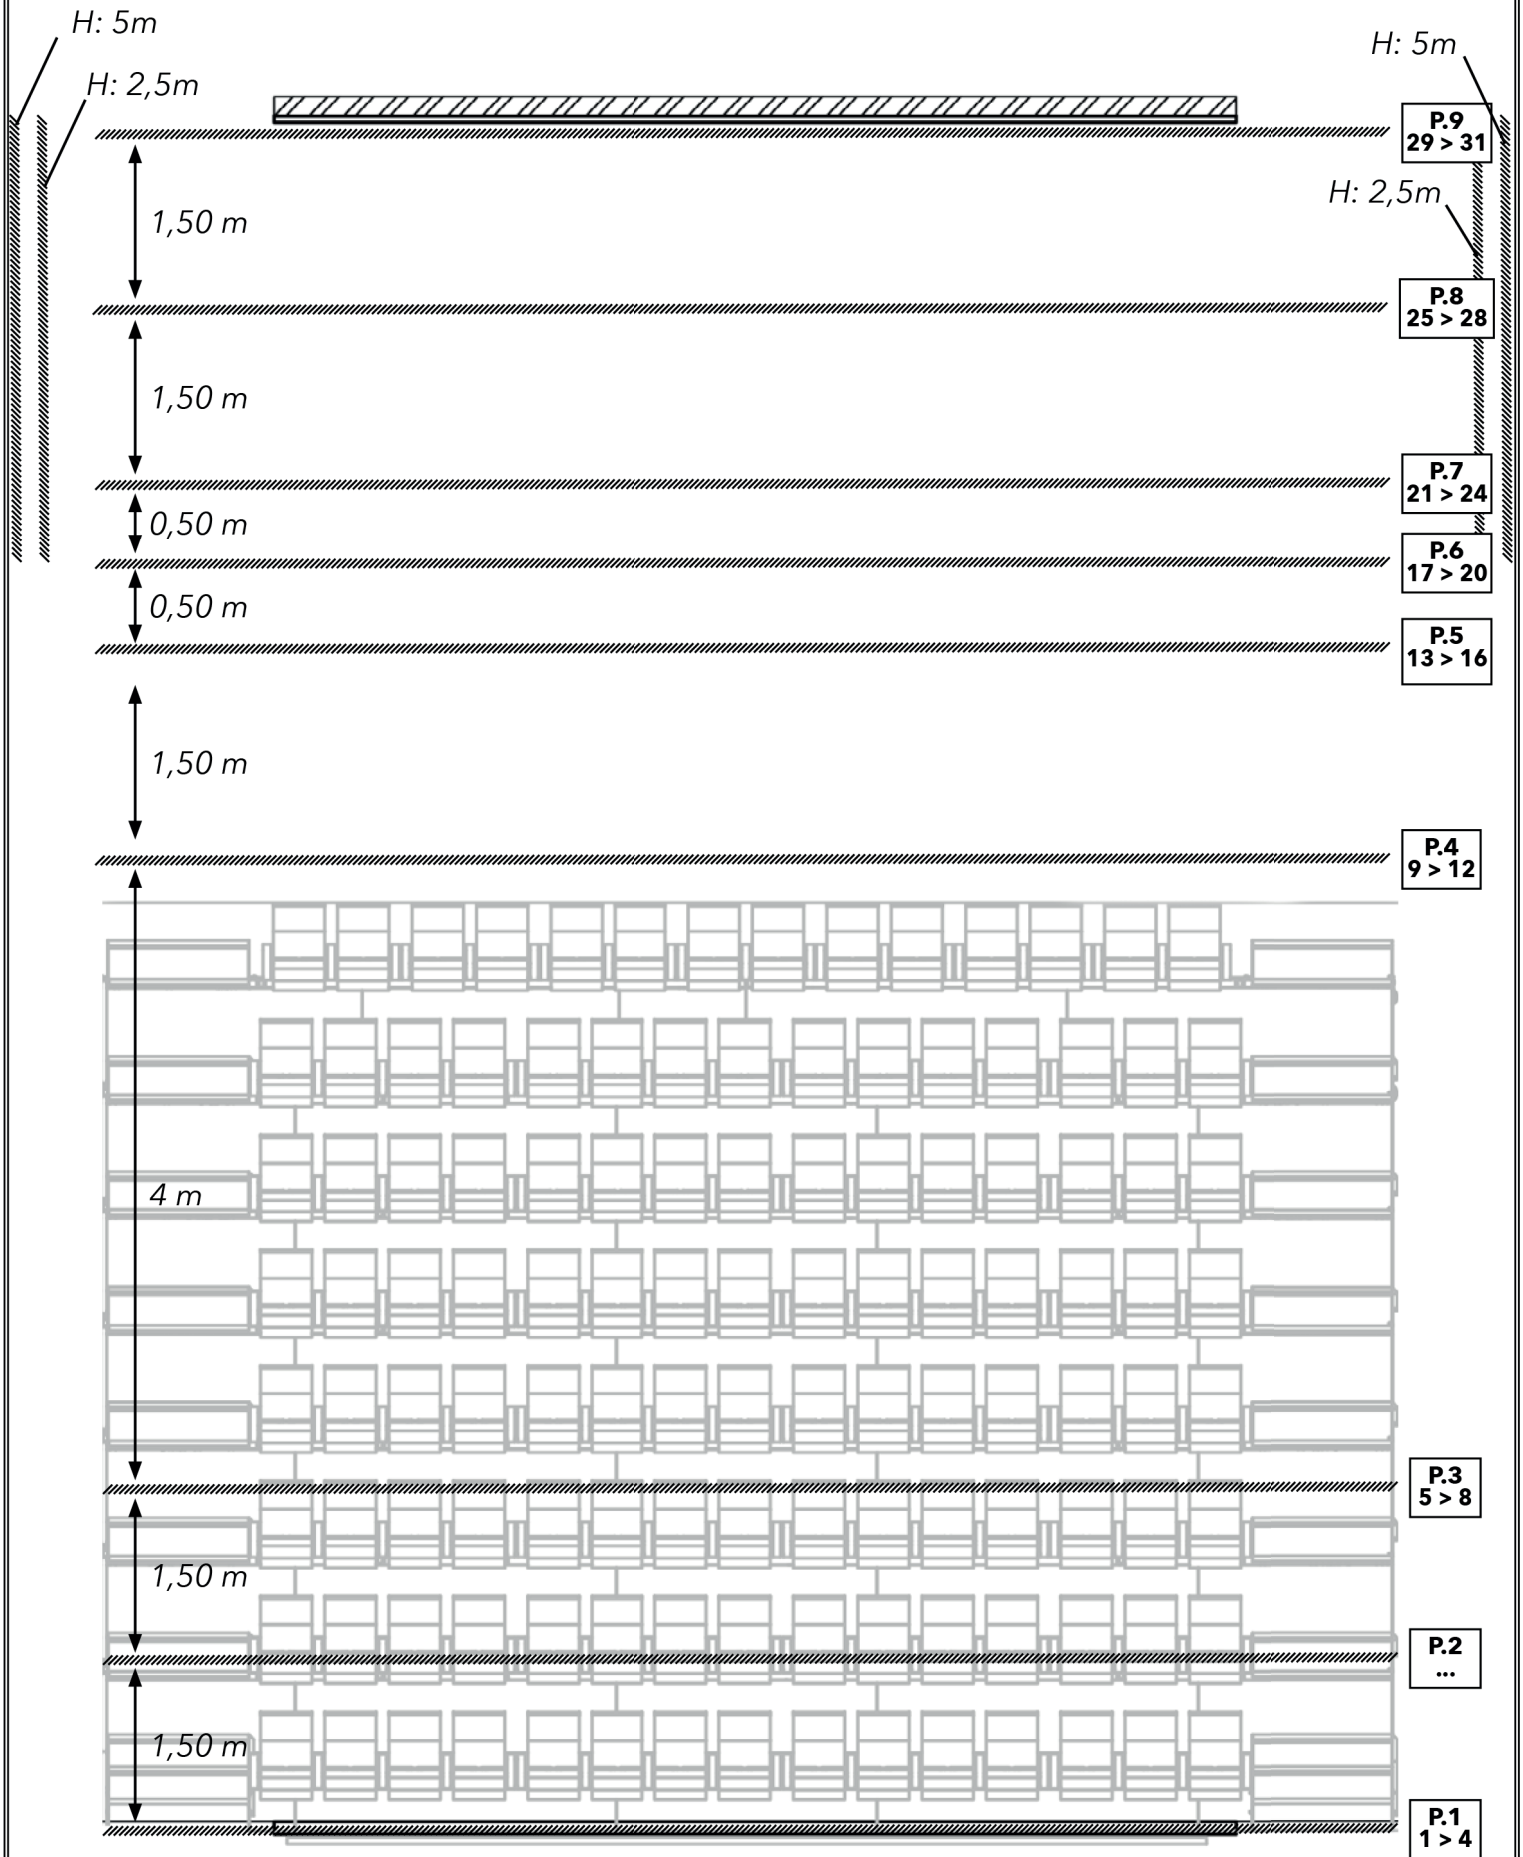 H: 5m
H: 5m
H: 2,5m
P.9
29 > 31
H: 2,5m
1,50 m
P.8
25 > 28
1,50 m
P.7
21 > 24
0,50 m
P.6
17 > 20
0,50 m
P.5
13 > 16
1,50 m
P.4
9 > 12
4 m
P.3
5 > 8
1,50 m
P.2
...
1,50 m
P.1
1 > 4